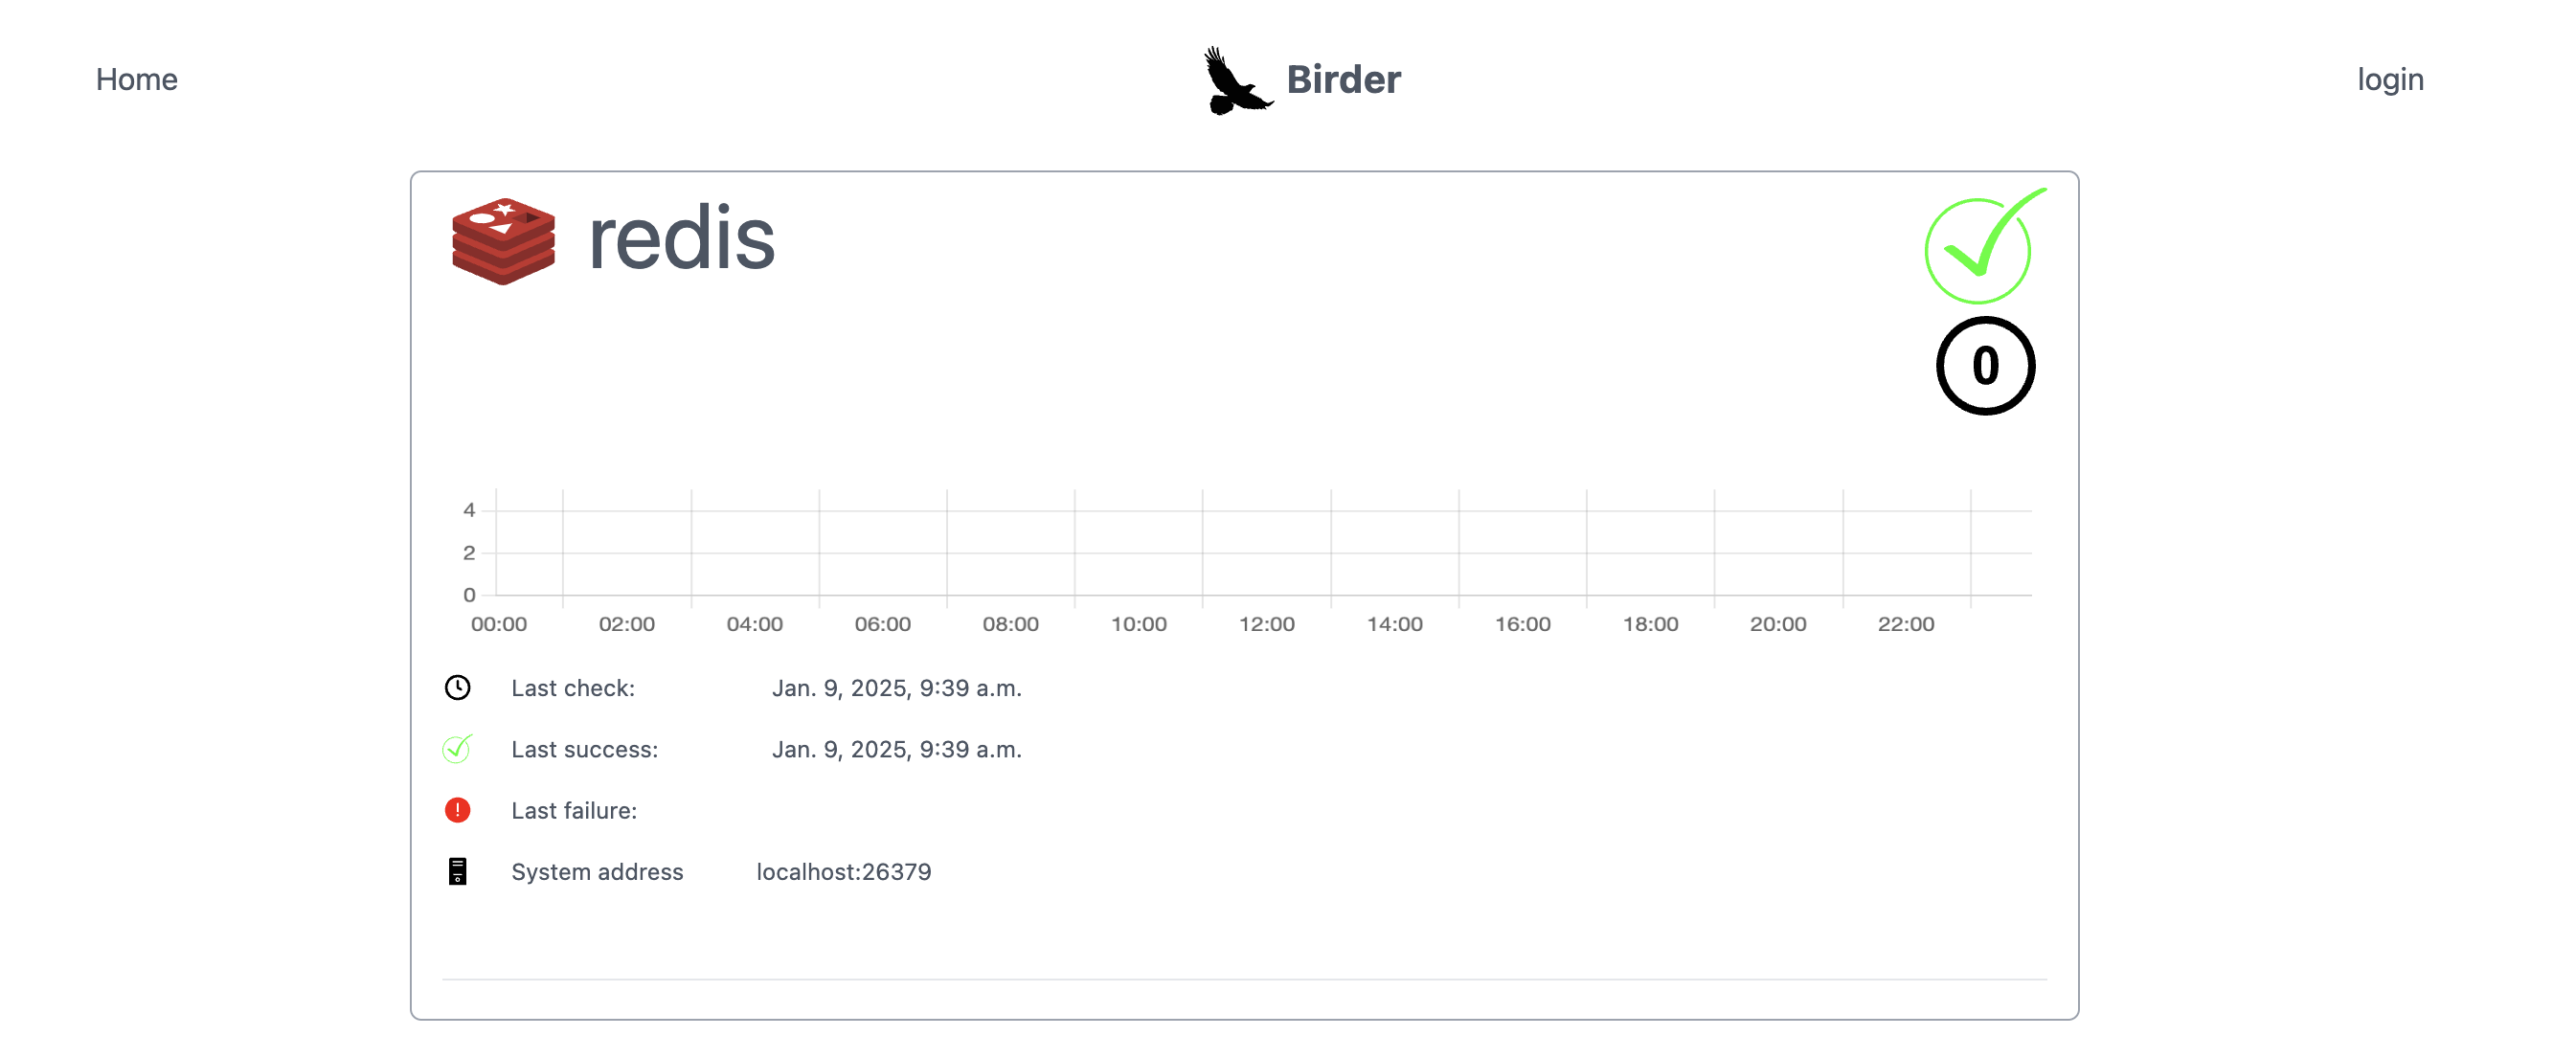 Home Birder login
redis
0
4
2
0
00:00 02:00 04:00 06:00 08:00 10:00 12:00 14:00 16:00 18:00 20:00 22:00
Last check: Jan. 9, 2025, 9:39 a.m.
Last success: Jan. 9, 2025, 9:39 a.m.
Last failure:
System address localhost:26379